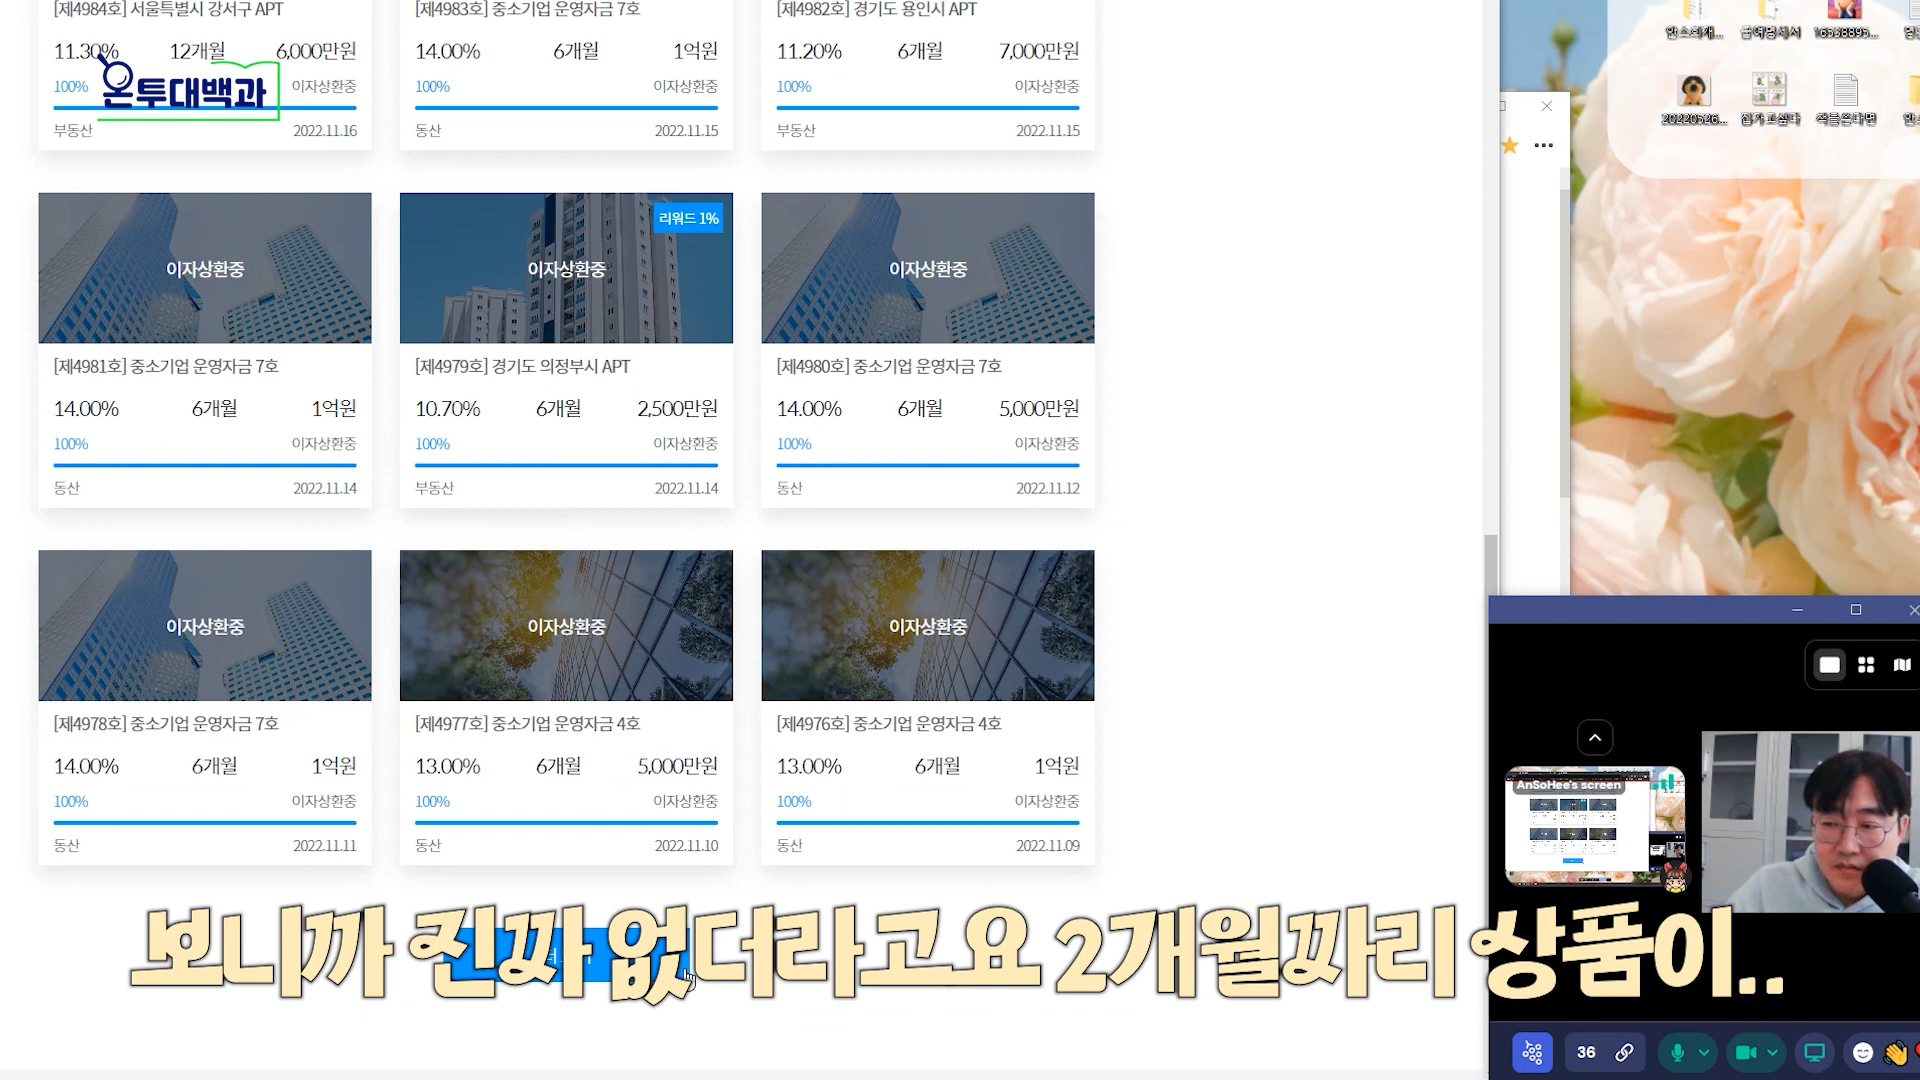 [제4984호] 서울특별시 강서구 APT
11.30% 12개월 6,000만원
100% 이자상환중
부동산 2022.11.16
온투대백과
[제4983호] 중소기업 운영자금 7호
14.00% 6개월 1억원
100% 이자상환중
동산 2022.11.15
[제4982호] 경기도 용인시 APT
11.20% 6개월 7,000만원
100% 이자상환중
부동산 2022.11.15
이자상환중
[제4981호] 중소기업 운영자금 7호
14.00% 6개월 1억원
100% 이자상환중
동산 2022.11.14
리워드 1%
이자상환중
[제4979호] 경기도 의정부시 APT
10.70% 6개월 2,500만원
100% 이자상환중
부동산 2022.11.14
이자상환중
[제4980호] 중소기업 운영자금 7호
14.00% 6개월 5,000만원
100% 이자상환중
동산 2022.11.12
이자상환중
[제4978호] 중소기업 운영자금 7호
14.00% 6개월 1억원
100% 이자상환중
동산 2022.11.11
이자상환중
[제4977호] 중소기업 운영자금 4호
13.00% 6개월 5,000만원
100% 이자상환중
동산 2022.11.10
이자상환중
[제4976호] 중소기업 운영자금 4호
13.00% 6개월 1억원
100% 이자상환중
동산 2022.11.09
20220526...
집가고싶다
AnSoHee's screen
보니까 진짜 없더라고요 2개월짜리 상품이..
36